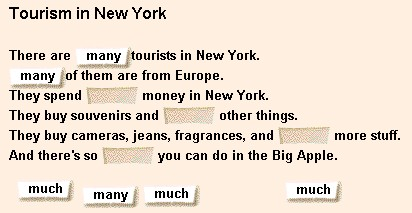 Tourism in New York
There are many tourists in New York.
many of them are from Europe.
They spend money in New York.
They buy souvenirs and other things.
They buy cameras, jeans, fragrances, and more stuff.
And there's so you can do in the Big Apple.
much many much much